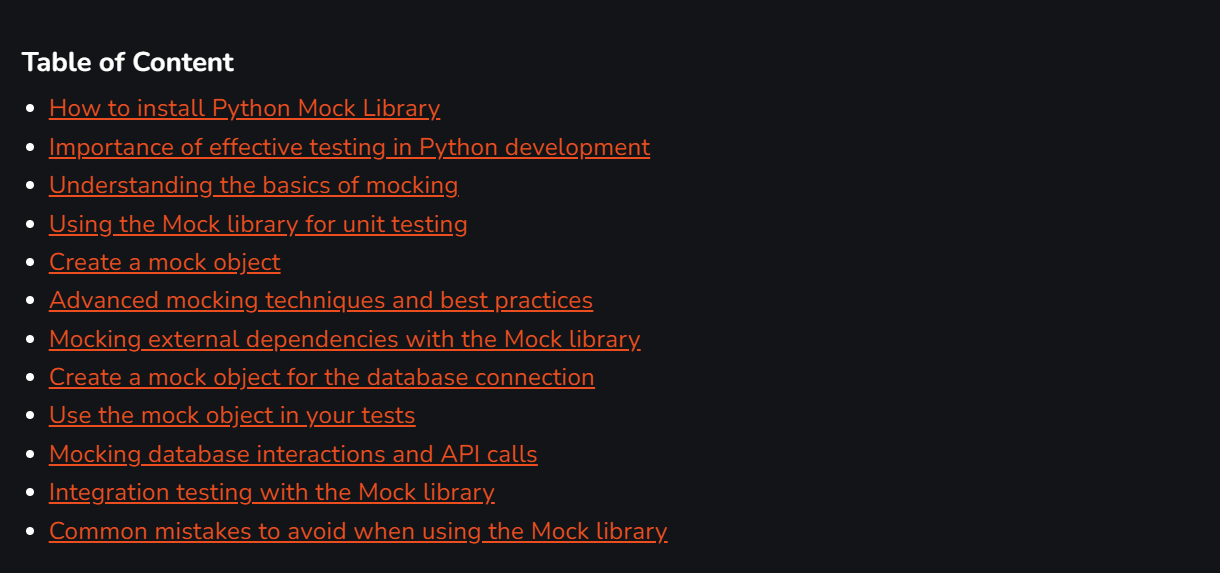 Table of Content
How to install Python Mock Library
Importance of effective testing in Python development
Understanding the basics of mocking
Using the Mock library for unit testing
Create a mock object
Advanced mocking techniques and best practices
Mocking external dependencies with the Mock library
Create a mock object for the database connection
Use the mock object in your tests
Mocking database interactions and API calls
Integration testing with the Mock library
Common mistakes to avoid when using the Mock library